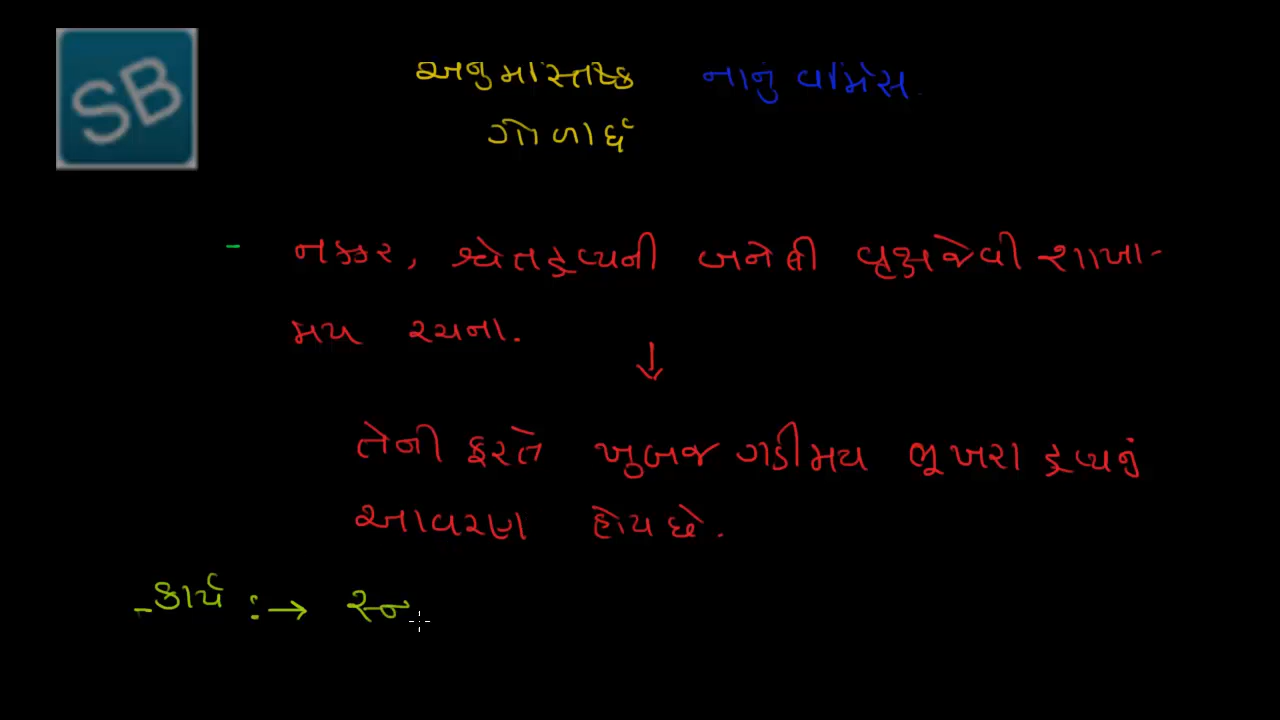 SB
અનુમસ્તિષ્ક નાનું વર્મિસ
ગોળાર્ધ
- નક્કર, શ્વેતદ્રવ્યની બનેલી વૃક્ષ જેવી શાખા-
મય રચના.
↓
તેની ફરતે ખુબજ ગડીમય ભૂખરા દ્રવ્યનું
આવરણ હોય છે.
- કાર્ય :→